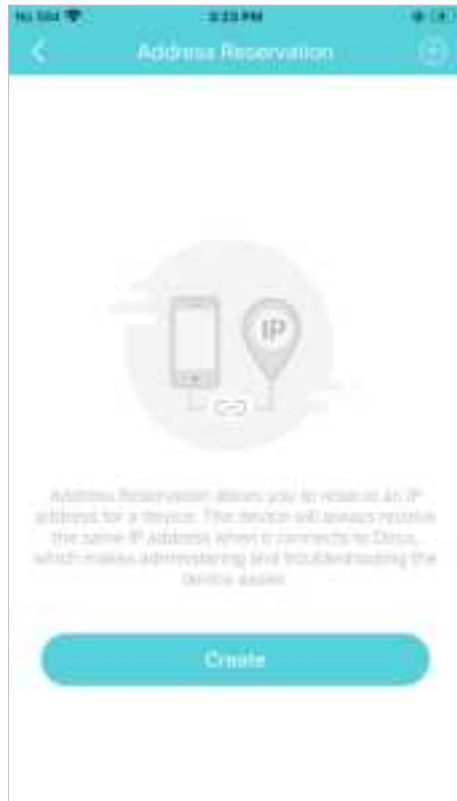 No SIM 3:23 PM
Address Reservation
IP
Address Reservation allows you to reserve an IP
address for a device. The device will always receive
the same IP address when it connects to Deco,
which makes administering and troubleshooting the
device easier.
Create